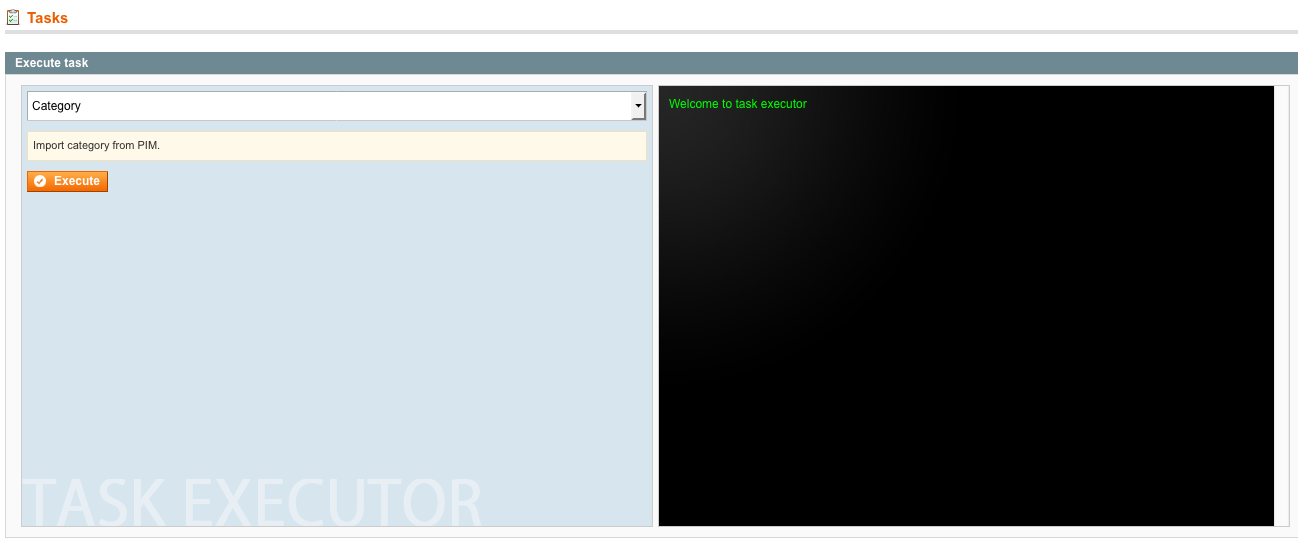 Tasks
Execute task
Category
Import category from PIM.
Execute
TASK EXECUTOR
Welcome to task executor